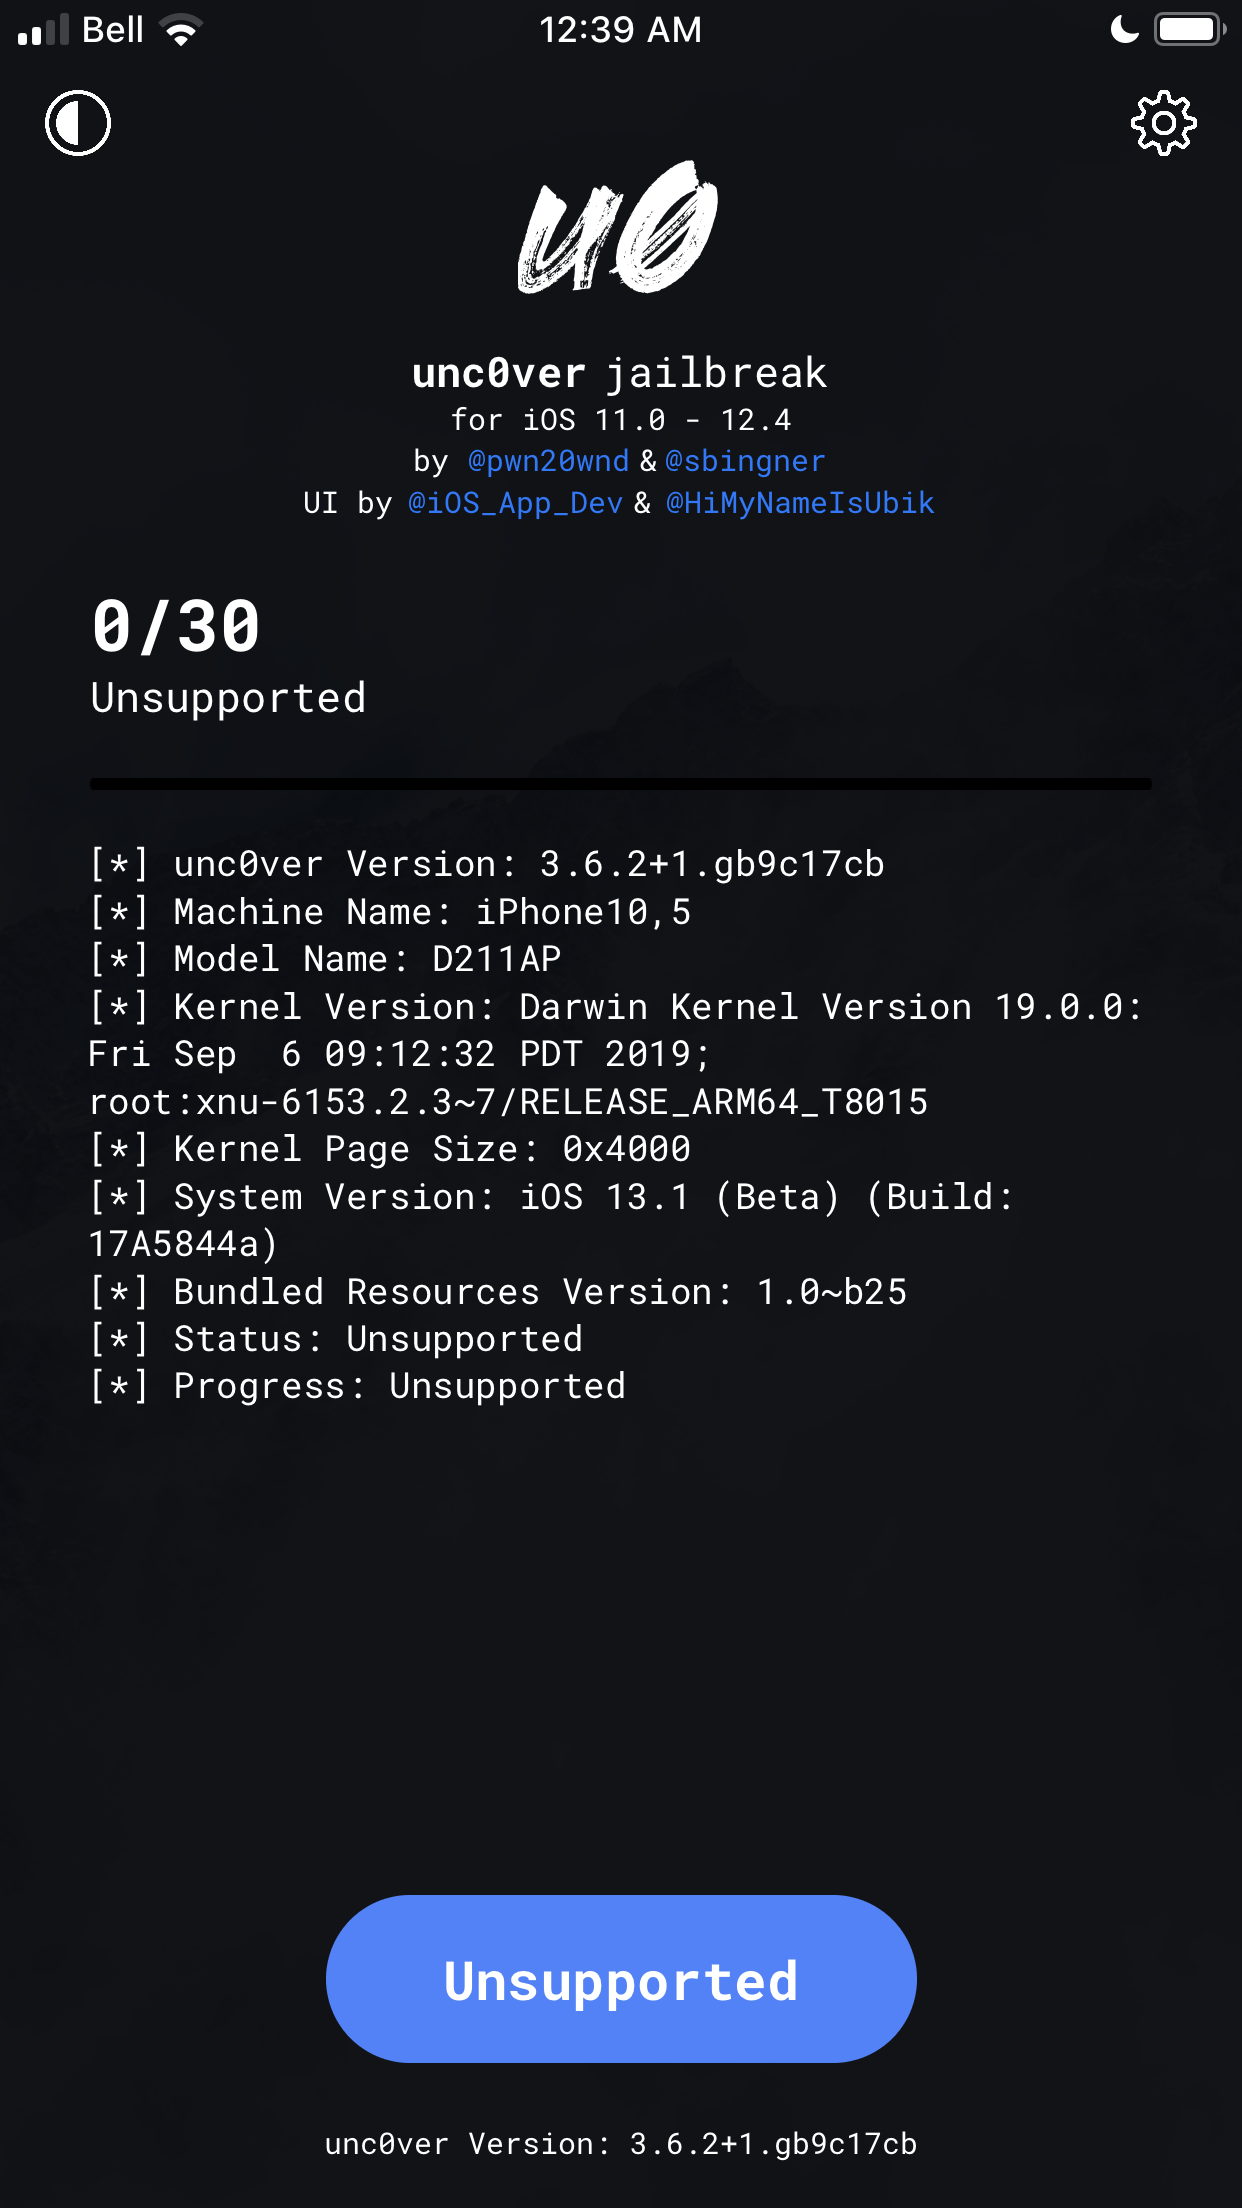 Bell
12:39 AM
u0
unc0ver jailbreak
for iOS 11.0 - 12.4
by @pwn20wnd & @sbingner
UI by @iOS_App_Dev & @HiMyNameIsUbik
0/30
Unsupported
[*] unc0ver Version: 3.6.2+1.gb9c17cb
[*] Machine Name: iPhone10,5
[*] Model Name: D211AP
[*] Kernel Version: Darwin Kernel Version 19.0.0:
Fri Sep  6 09:12:32 PDT 2019;
root:xnu-6153.2.3~7/RELEASE_ARM64_T8015
[*] Kernel Page Size: 0x4000
[*] System Version: iOS 13.1 (Beta) (Build:
17A5844a)
[*] Bundled Resources Version: 1.0~b25
[*] Status: Unsupported
[*] Progress: Unsupported
Unsupported
unc0ver Version: 3.6.2+1.gb9c17cb